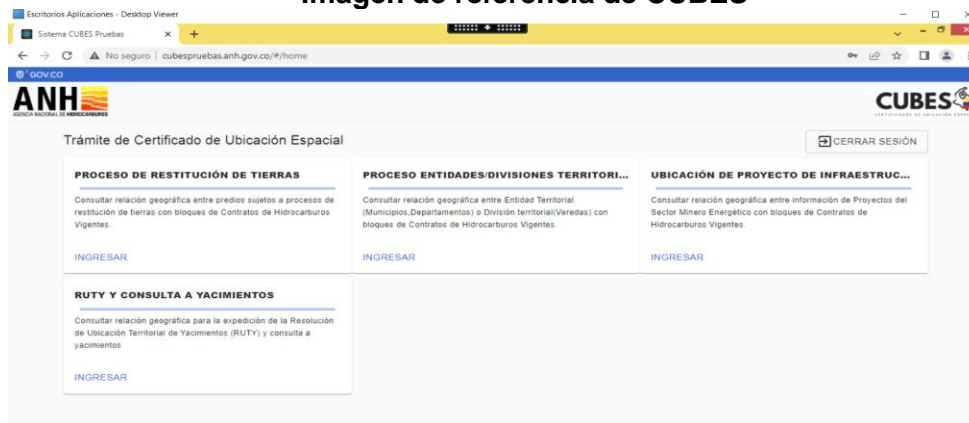 Imagen de referencia de CUBES
Escritorios Aplicaciones - Desktop Viewer
Sistema CUBES Pruebas
No seguro | cubespruebas.anh.gov.co/#/home
GOV.CO
ANH
AGENCIA NACIONAL DE HIDROCARBUROS
CUBES
Trámite de Certificado de Ubicación Espacial
CERRAR SESIÓN
PROCESO DE RESTITUCIÓN DE TIERRAS
Consultar relación geográfica entre predios sujetos a procesos de
restitución de tierras con bloques de Contratos de Hidrocarburos
Vigentes.
INGRESAR
PROCESO ENTIDADES/DIVISIONES TERRITORI...
Consultar relación geográfica entre Entidad Territorial
(Municipios,Departamentos) o División territorial(Veredas) con
bloques de Contratos de Hidrocarburos Vigentes.
INGRESAR
UBICACIÓN DE PROYECTO DE INFRAESTRUC...
Consultar relación geográfica entre información de Proyectos del
Sector Minero Energético con bloques de Contratos de
Hidrocarburos Vigentes.
INGRESAR
RUTY Y CONSULTA A YACIMIENTOS
Consultar relación geográfica para la expedición de la Resolución
de Ubicación Territorial de Yacimientos (RUTY) y consulta a
yacimientos
INGRESAR